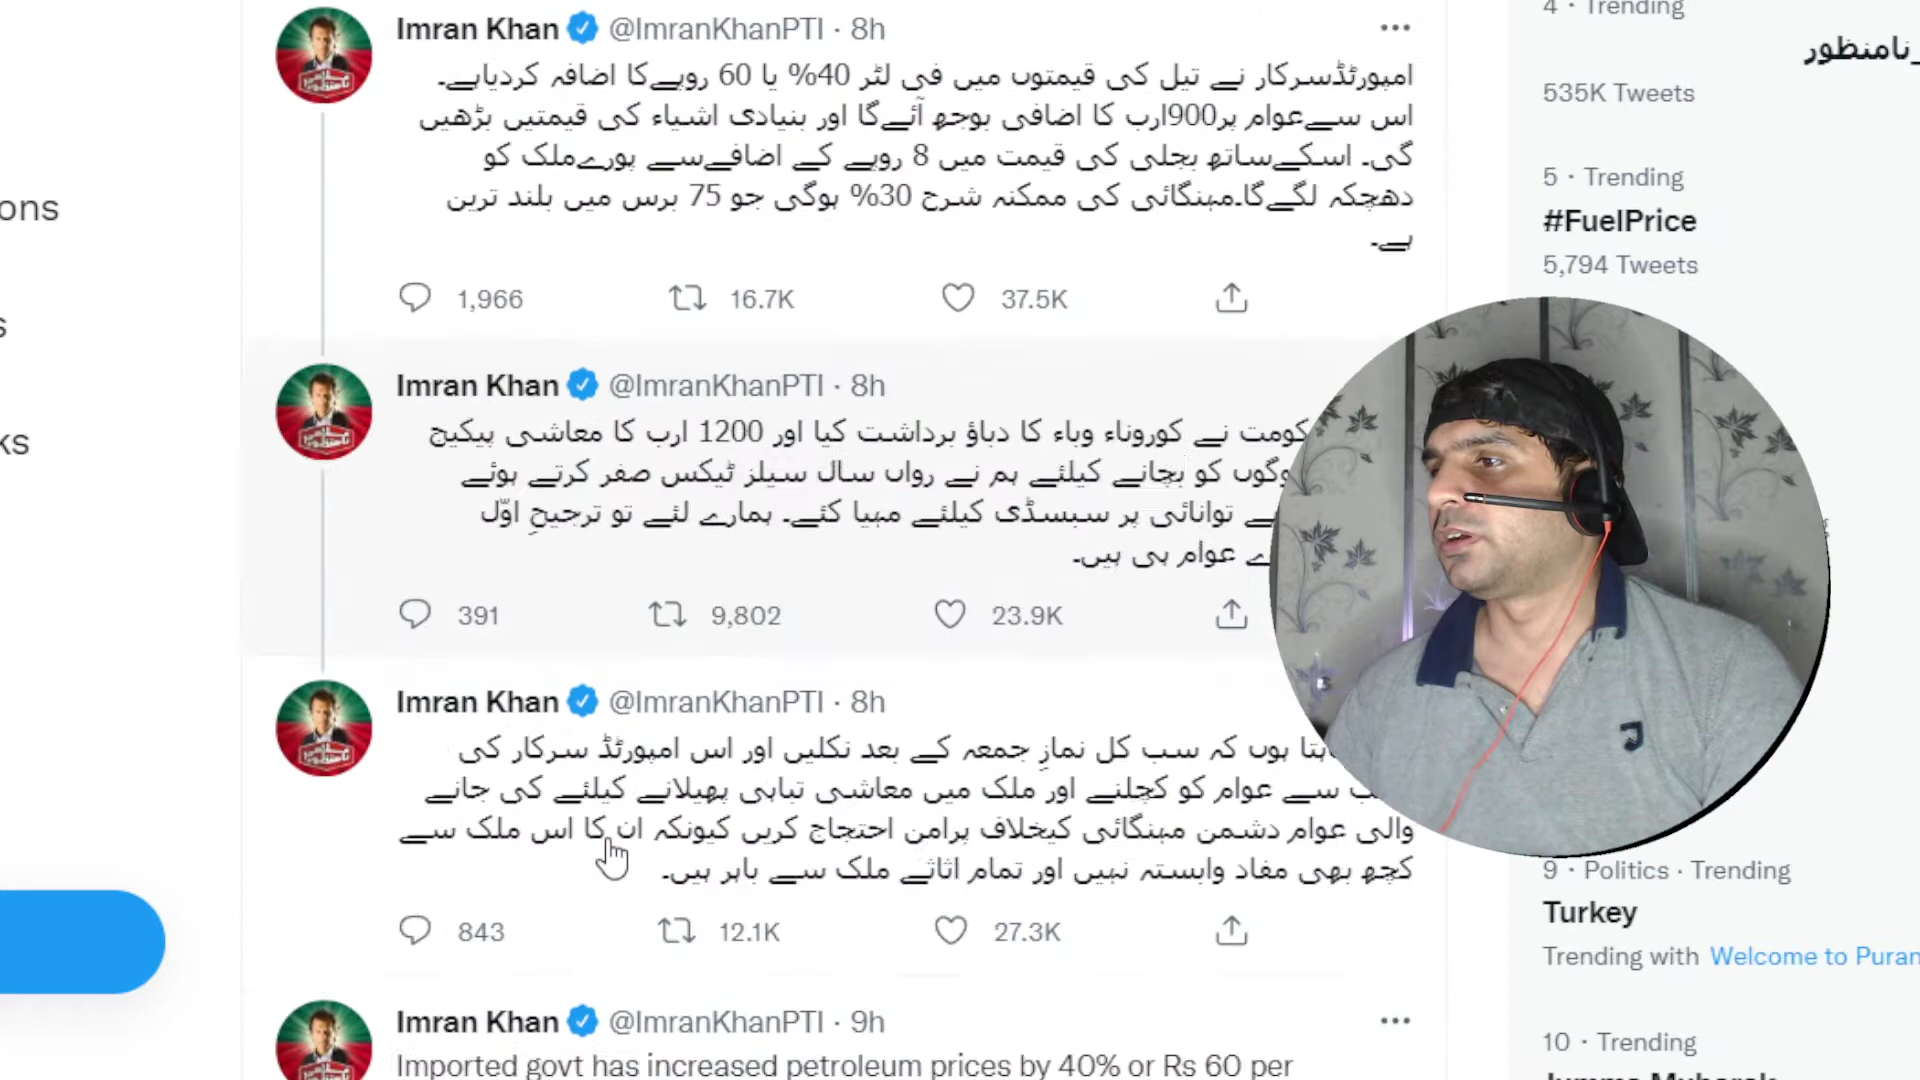 Imran Khan @ImranKhanPTI · 8h
امپورٹڈسرکار نے تیل کی قیمتوں میں فی لٹر 40% یا 60 روپےکا اضافہ کردیاہے۔
اس سےعوام پر900ارب کا اضافی بوجھ آئےگا اور بنیادی اشیاء کی قیمتیں بڑھیں
گی۔ اسکےساتھ بجلی کی قیمت میں 8 روپے کے اضافےسے پورےملک کو
دھچکہ لگےگا۔مہنگائی کی ممکنہ شرح 30% ہوگی جو 75 برس میں بلند ترین
ہے۔
1,966 16.7K 37.5K
Imran Khan @ImranKhanPTI · 8h
کومت نے کوروناء وباء کا دباؤ برداشت کیا اور 1200 ارب کا معاشی پیکیج
وگوں کو بچانے کیلئے ہم نے رواں سال سیلز ٹیکس صفر کرتے ہوئے
ے توانائی پر سبسڈی کیلئے مہیا کئے۔ ہمارے لئے تو ترجیحِ اوّل
ے عوام ہی ہیں۔
391 9,802 23.9K
Imran Khan @ImranKhanPTI · 8h
ہتا ہوں کہ سب کل نمازِ جمعہ کے بعد نکلیں اور اس امپورٹڈ سرکار کی
ب سے عوام کو کچلنے اور ملک میں معاشی تباہی پھیلانے کیلئے کی جانے
والی عوام دشمن مہنگائی کیخلاف پرامن احتجاج کریں کیونکہ ان کا اس ملک سے
کچھ بھی مفاد وابستہ نہیں اور تمام اثاثے ملک سے باہر ہیں۔
843 12.1K 27.3K
Imran Khan @ImranKhanPTI · 9h
Imported govt has increased petroleum prices by 40% or Rs 60 per
ons
s
ks
4 · Trending
نامنظور
535K Tweets
5 · Trending
#FuelPrice
5,794 Tweets
9 · Politics · Trending
Turkey
Trending with Welcome to Puran
10 · Trending